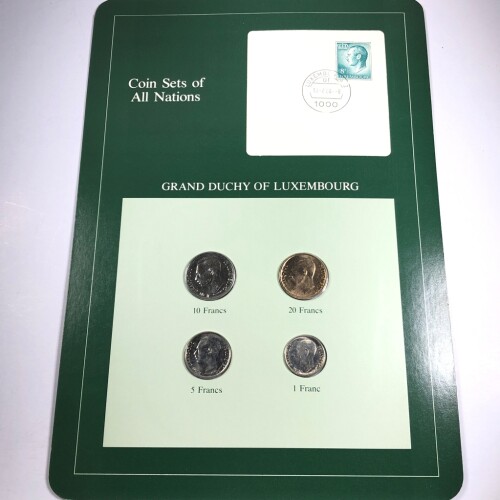 Coin Sets of
All Nations
1000
GRAND DUCHY OF LUXEMBOURG
10 Francs
20 Francs
5 Francs
1 Franc